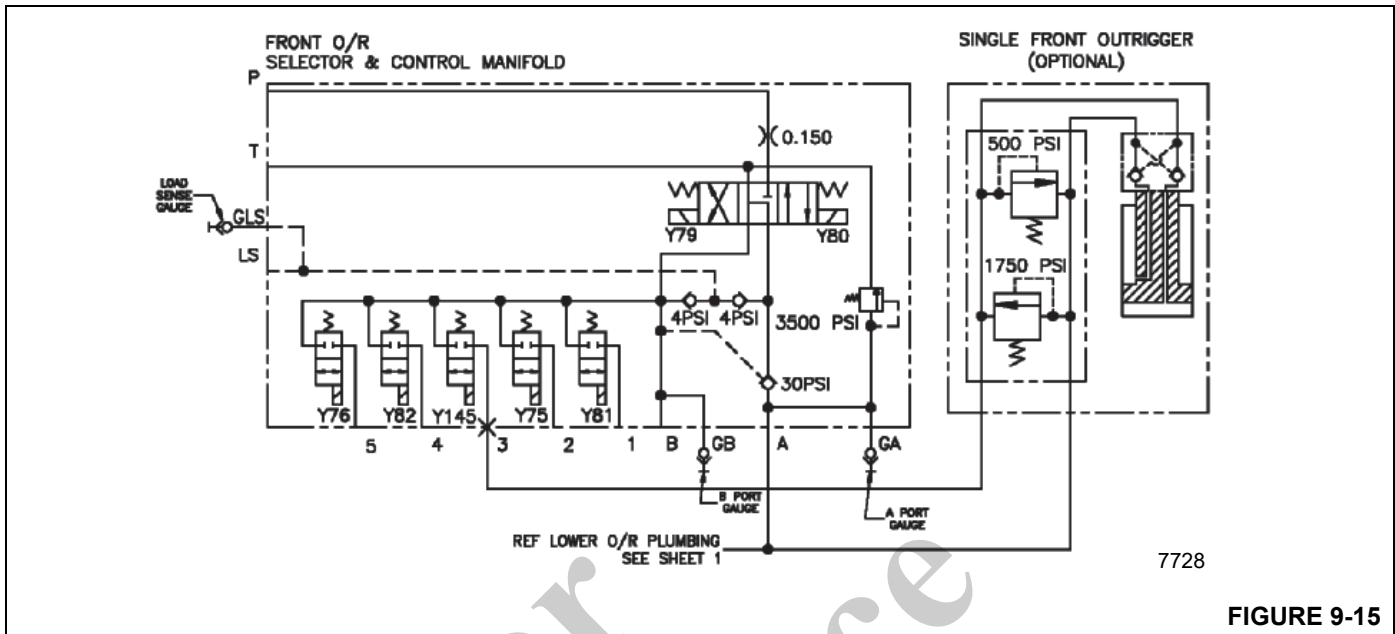 FRONT O/R
SELECTOR & CONTROL MANIFOLD
SINGLE FRONT OUTRIGGER
(OPTIONAL)
P
0.150
T
500 PSI
LOAD
SENSE
GAUGE
GLS
Y79
Y80
LS
1750 PSI
4PSI
4PSI
3500 PSI
30PSI
Y76
Y82
Y145
Y75
Y81
5
4
3
2
1
B
GB
A
GA
B PORT
GAUGE
A PORT
GAUGE
REF LOWER O/R PLUMBING
SEE SHEET 1
7728
FIGURE 9-15